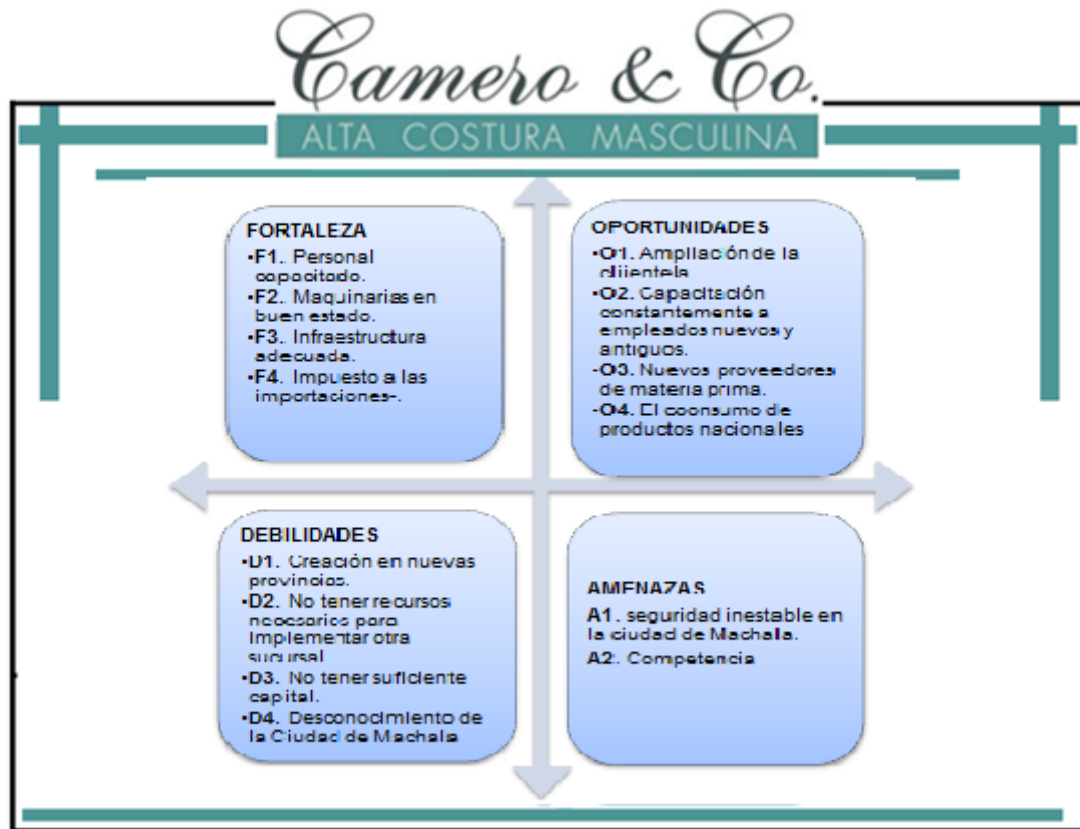 Camero & Co.
ALTA COSTURA MASCULINA
FORTALEZA
•F1. Personal
capacitado.
•F2. Maquinarias en
buen estado.
•F3. Infraestructura
adecuada.
•F4. Impuesto a las
importaciones-.
OPORTUNIDADES
•O1. Ampliación de la
cliientela
•O2. Capacitación
constantemente a
empleados nuevos y
antiguos.
-O3. Nuevos proveedores
de materia prima.
-O4. El coonsumo de
productos nacionales
DEBILIDADES
•D1. Creación en nuevas
provincias.
•D2. No tener recursos
necesarios para
implementar otra
sucursal
•D3. No tener suficiente
capital.
•D4. Desconocimiento de
la Ciudad de Machala
AMENAZAS
A1. seguridad inestable en
la ciudad de Machala.
A2. Competencia